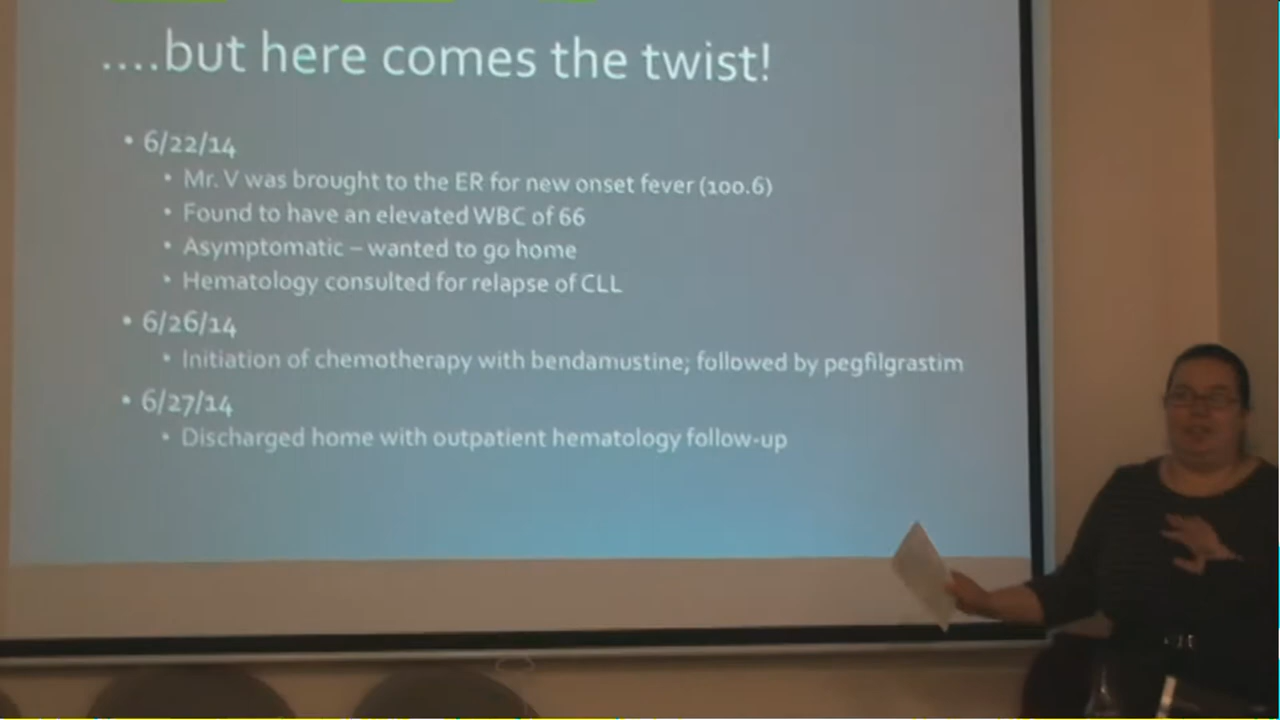 ....but here comes the twist!
• 6/22/14
• Mr. V was brought to the ER for new onset fever (100.6)
• Found to have an elevated WBC of 66
• Asymptomatic – wanted to go home
• Hematology consulted for relapse of CLL
• 6/26/14
• Initiation of chemotherapy with bendamustine; followed by pegfilgrastim
• 6/27/14
• Discharged home with outpatient hematology follow-up